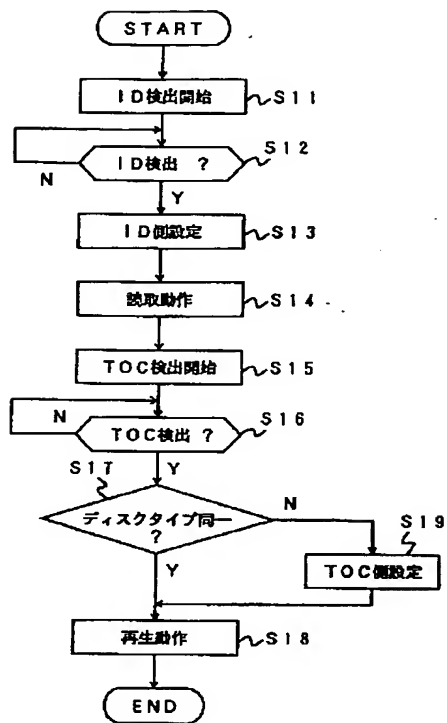 START
ID検出開始
S11
ID検出 ?
S12
N
Y
ID側設定
S13
読取動作
S14
TOC検出開始
S15
N
TOC検出 ?
S16
S17
Y
N
ディスクタイプ同一
?
S19
TOC側設定
Y
再生動作
S18
END